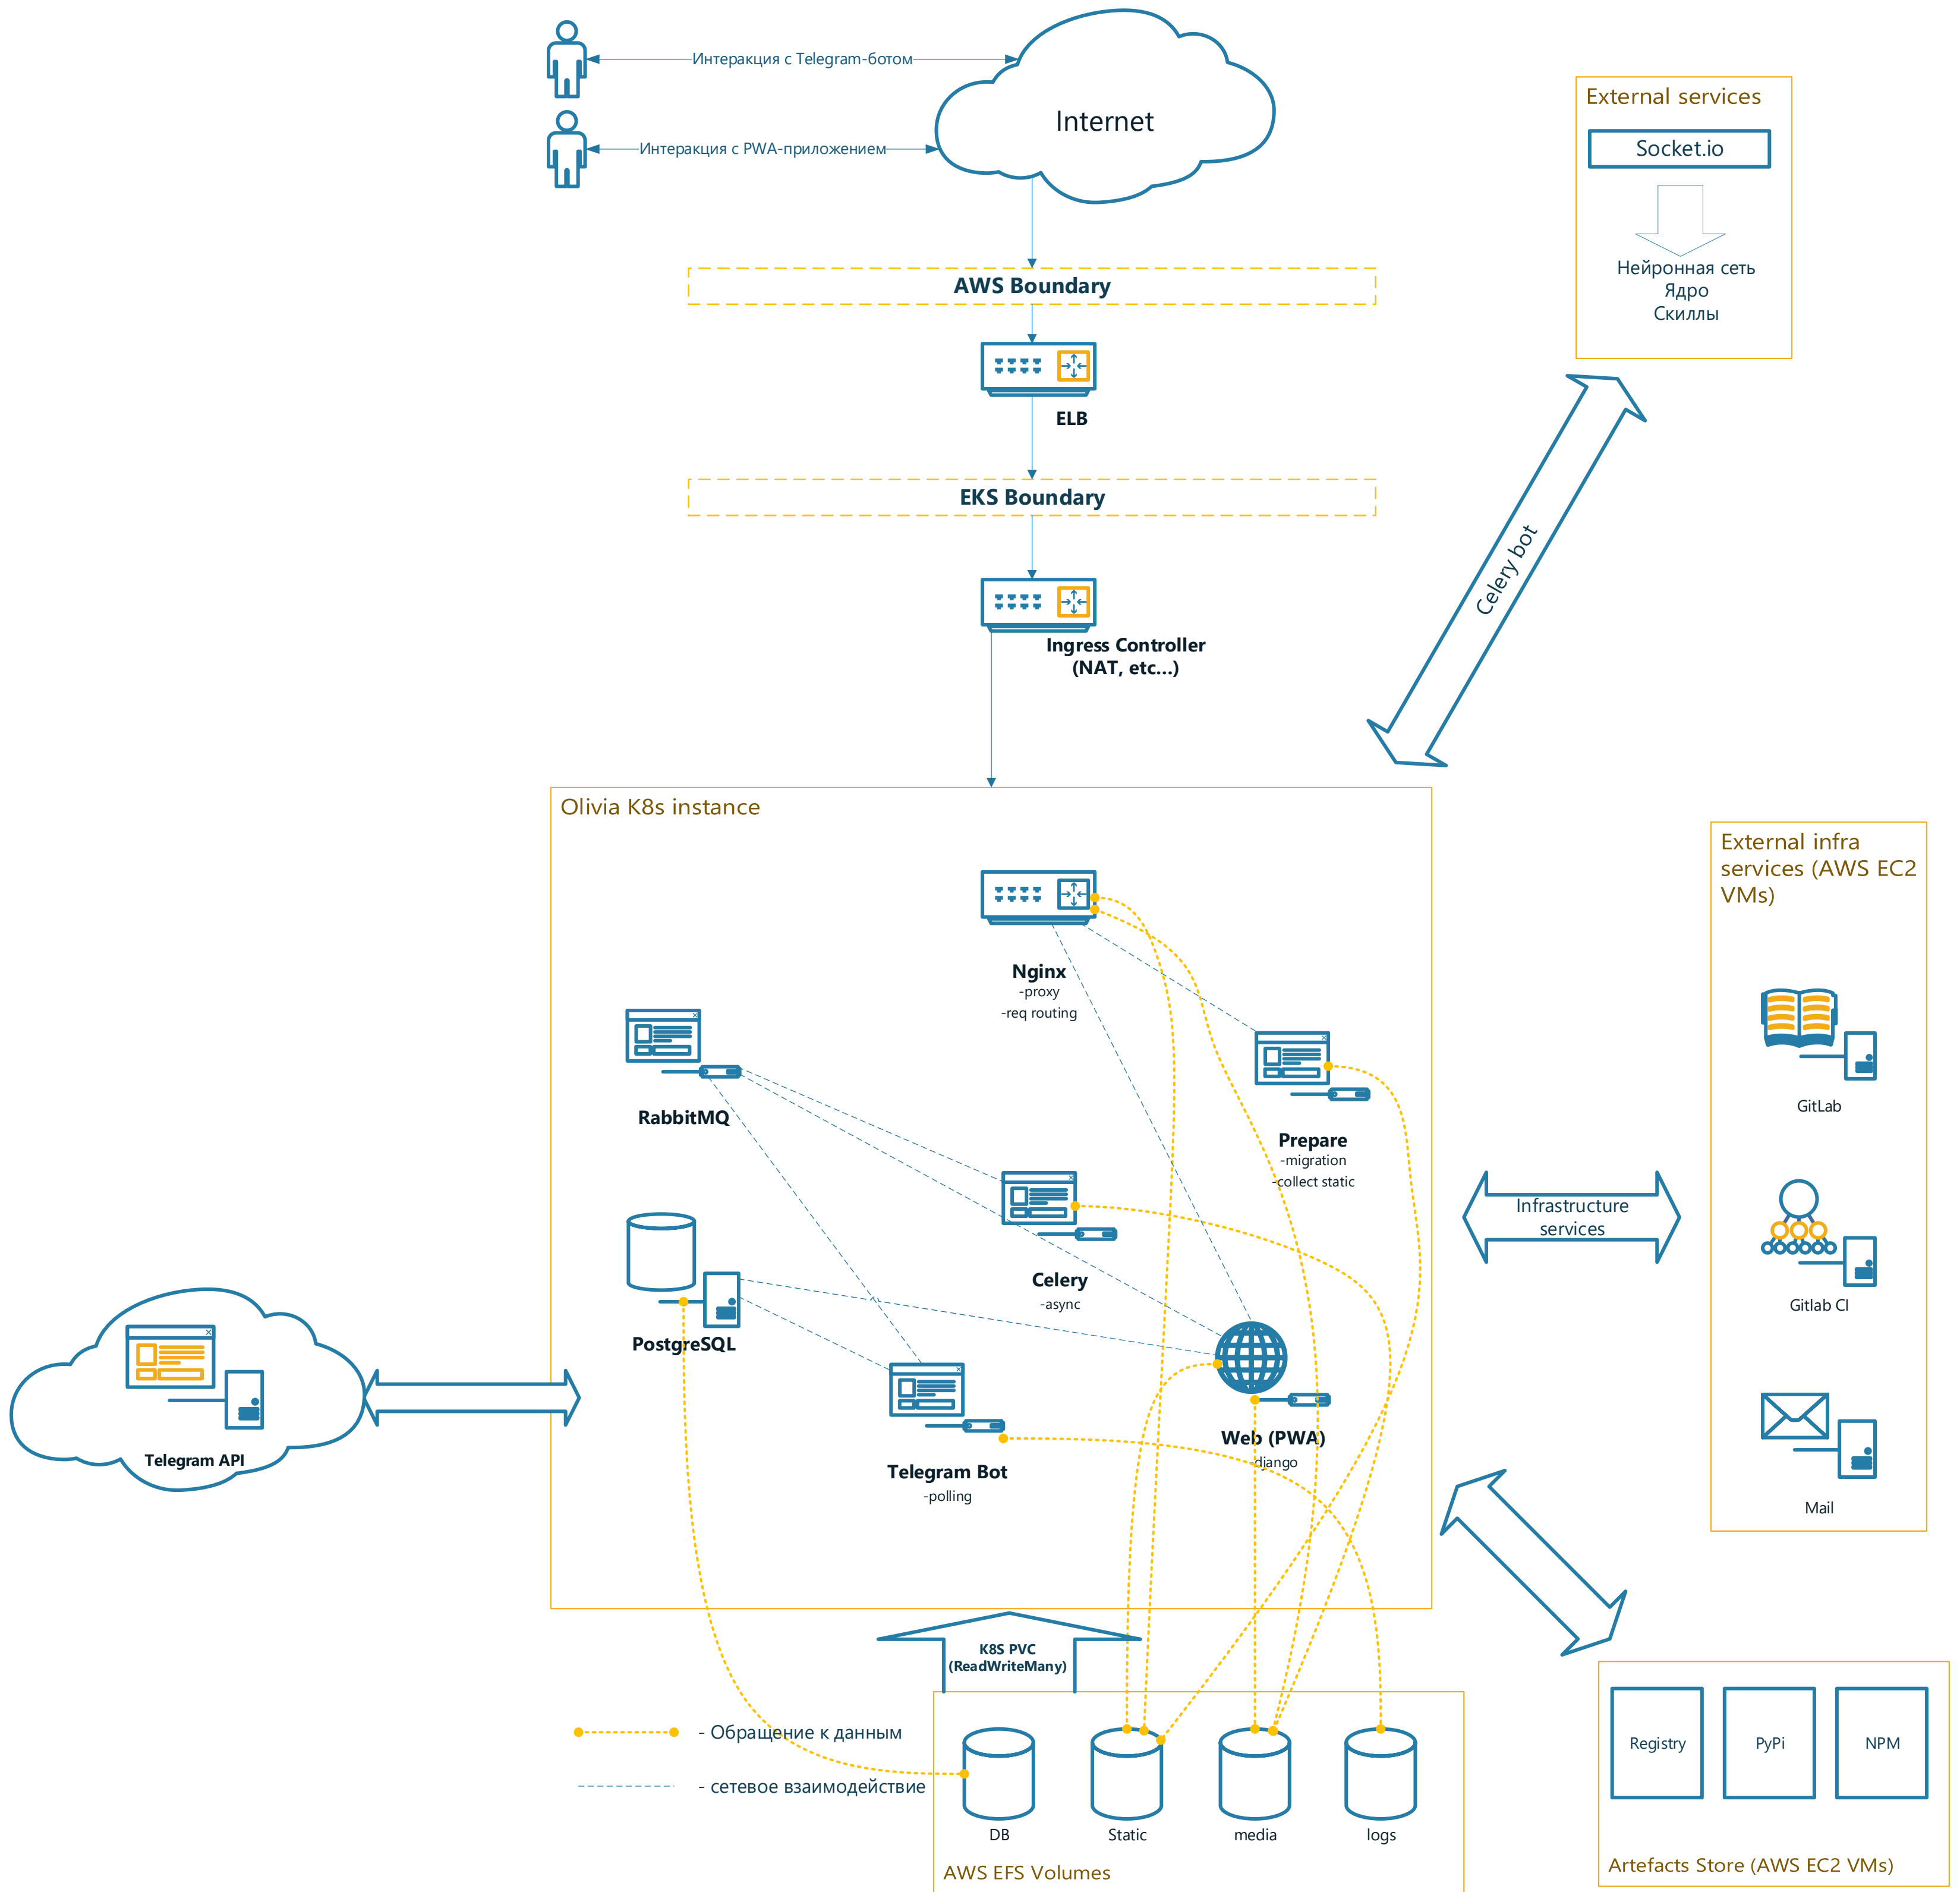 Интеракция с Telegram-ботом
Интеракция с PWA-приложением
Internet
External services
Socket.io
Нейронная сеть
Ядро
Скиллы
AWS Boundary
ELB
EKS Boundary
Celery bot
Ingress Controller
(NAT, etc...)
Olivia K8s instance
External infra
services (AWS EC2
VMs)
Nginx
-proxy
-req routing
RabbitMQ
Prepare
-migration
-collect static
GitLab
Infrastructure
services
Celery
-async
Gitlab CI
PostgreSQL
Telegram API
Telegram Bot
-polling
Web (PWA)
django
Mail
K8S PVC
(ReadWriteMany)
- Обращение к данным
- сетевое взаимодействие
DB
Static
media
logs
AWS EFS Volumes
Registry
PyPi
NPM
Artefacts Store (AWS EC2 VMs)